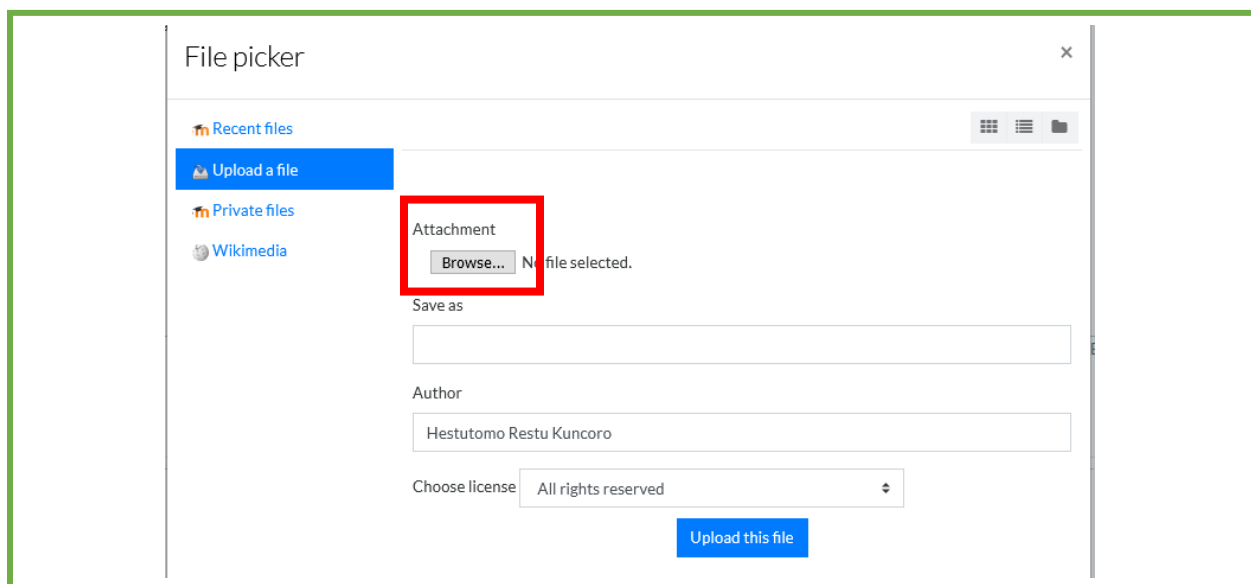 File picker
×
Recent files
Upload a file
Private files
Wikimedia
Attachment
Browse... No file selected.
Save as
Author
Hestutomo Restu Kuncoro
Choose license All rights reserved
Upload this file